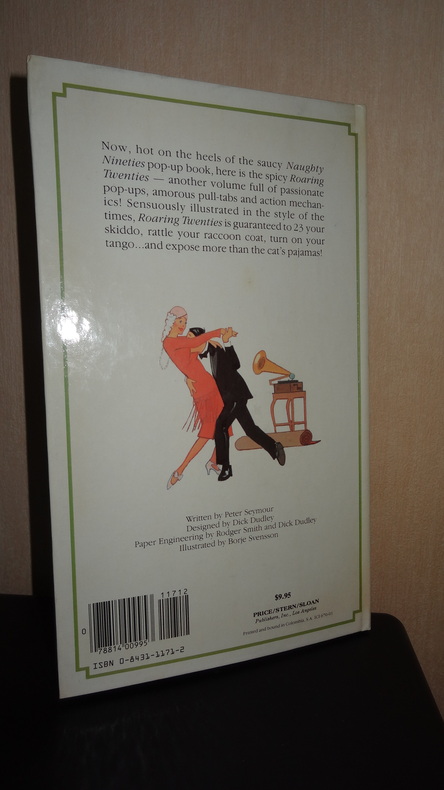 Now, hot on the heels of the saucy Naughty
Nineties pop-up book, here is the spicy Roaring
Twenties — another volume full of passionate
pop-ups, amorous pull-tabs and action mechan-
ics! Sensuously illustrated in the style of the
times, Roaring Twenties is guaranteed to 23 your
skiddo, rattle your raccoon coat, turn on your
tango...and expose more than the cat's pajamas!
Written by Peter Seymour
Designed by Dick Dudley
Paper Engineering by Rodger Smith and Dick Dudley
Illustrated by Borje Svensson
11712
0
78814"00995
ISBN 0-8431-1171-2
$9.95
PRICE/STERN/SLOAN
Publishers, Inc., Los Angeles
Printed and bound in Colombia, S.A.